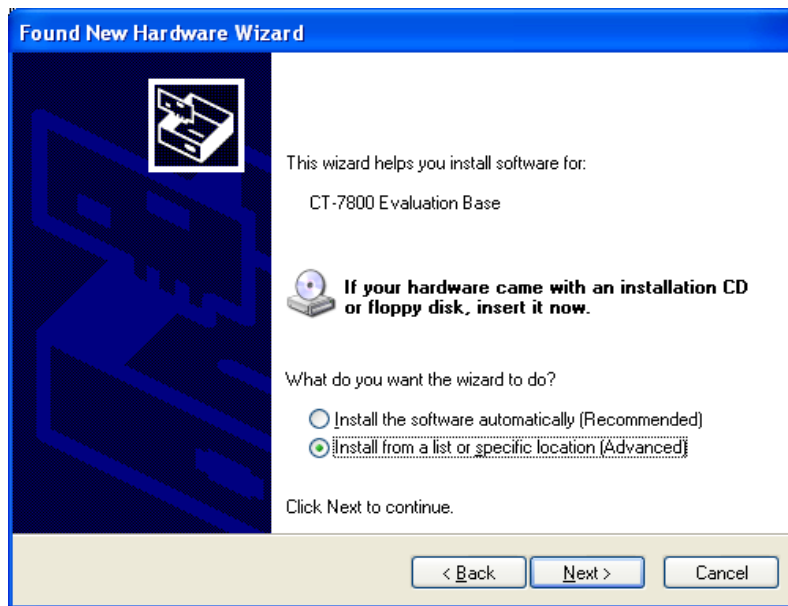 Found New Hardware Wizard
This wizard helps you install software for:
CT-7800 Evaluation Base
If your hardware came with an installation CD
or floppy disk, insert it now.
What do you want the wizard to do?
Install the software automatically (Recommended)
Install from a list or specific location (Advanced)
Click Next to continue.
< Back Next > Cancel